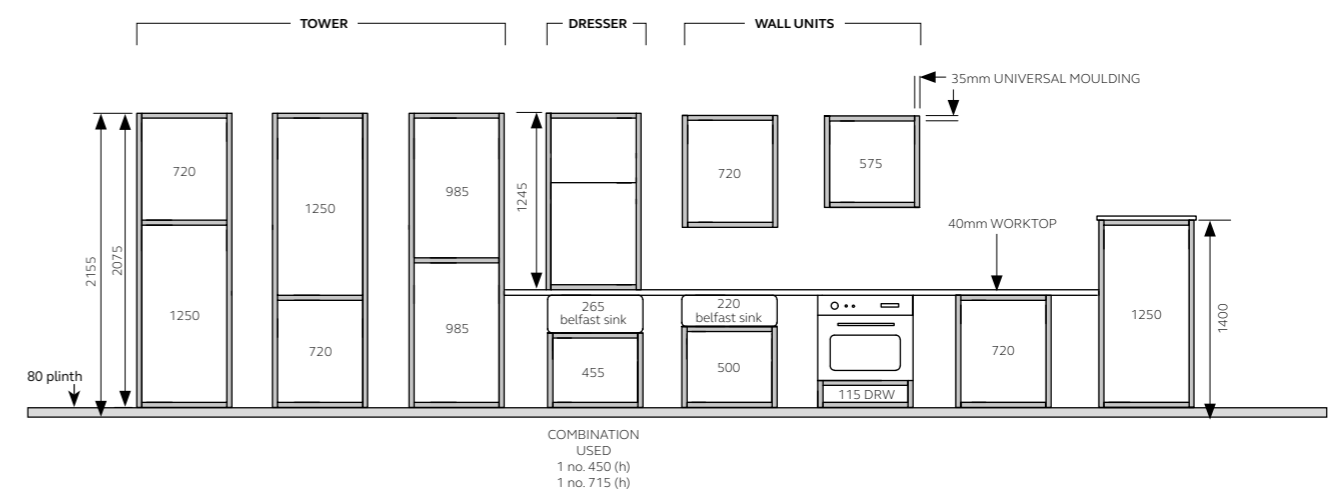 TOWER
DRESSER
WALL UNITS
35mm UNIVERSAL MOULDING
720
1250
985
1245
720
575
40mm WORKTOP
2155
2075
1250
720
985
265
belfast sink
220
belfast sink
455
500
115 DRW
720
1250
1400
80 plinth
COMBINATION
USED
1 no. 450 (h)
1 no. 715 (h)